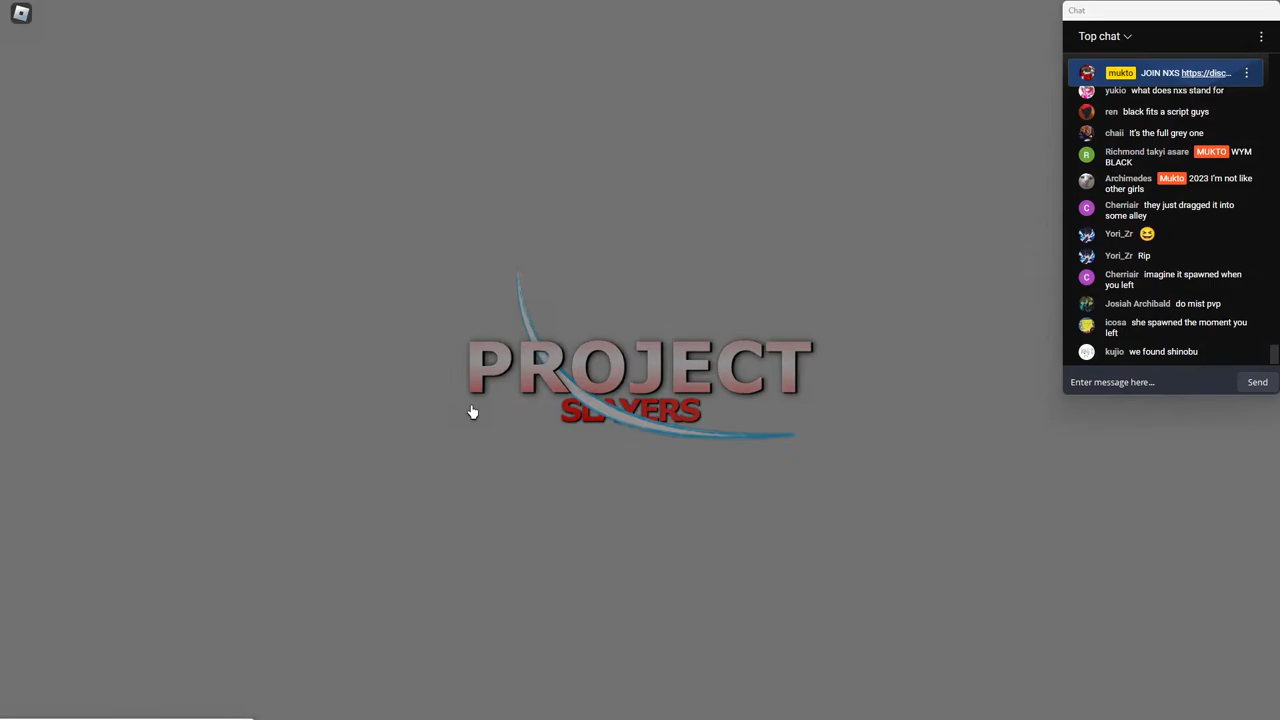 Chat
Top chat
mukto JOIN NXS https://disc...
yukio what does nxs stand for
ren black fits a script guys
chaii It's the full grey one
R Richmond takyi asare MUKTO WYM
BLACK
Archimedes Mukto 2023 I'm not like
other girls
C Cherriair they just dragged it into
some alley
Yori_Zr 😆
Yori_Zr Rip
C Cherriair imagine it spawned when
you left
Josiah Archibald do mist pvp
icosa she spawned the moment you
left
kujio we found shinobu
PROJECT
SLAYERS
Enter message here...
Send